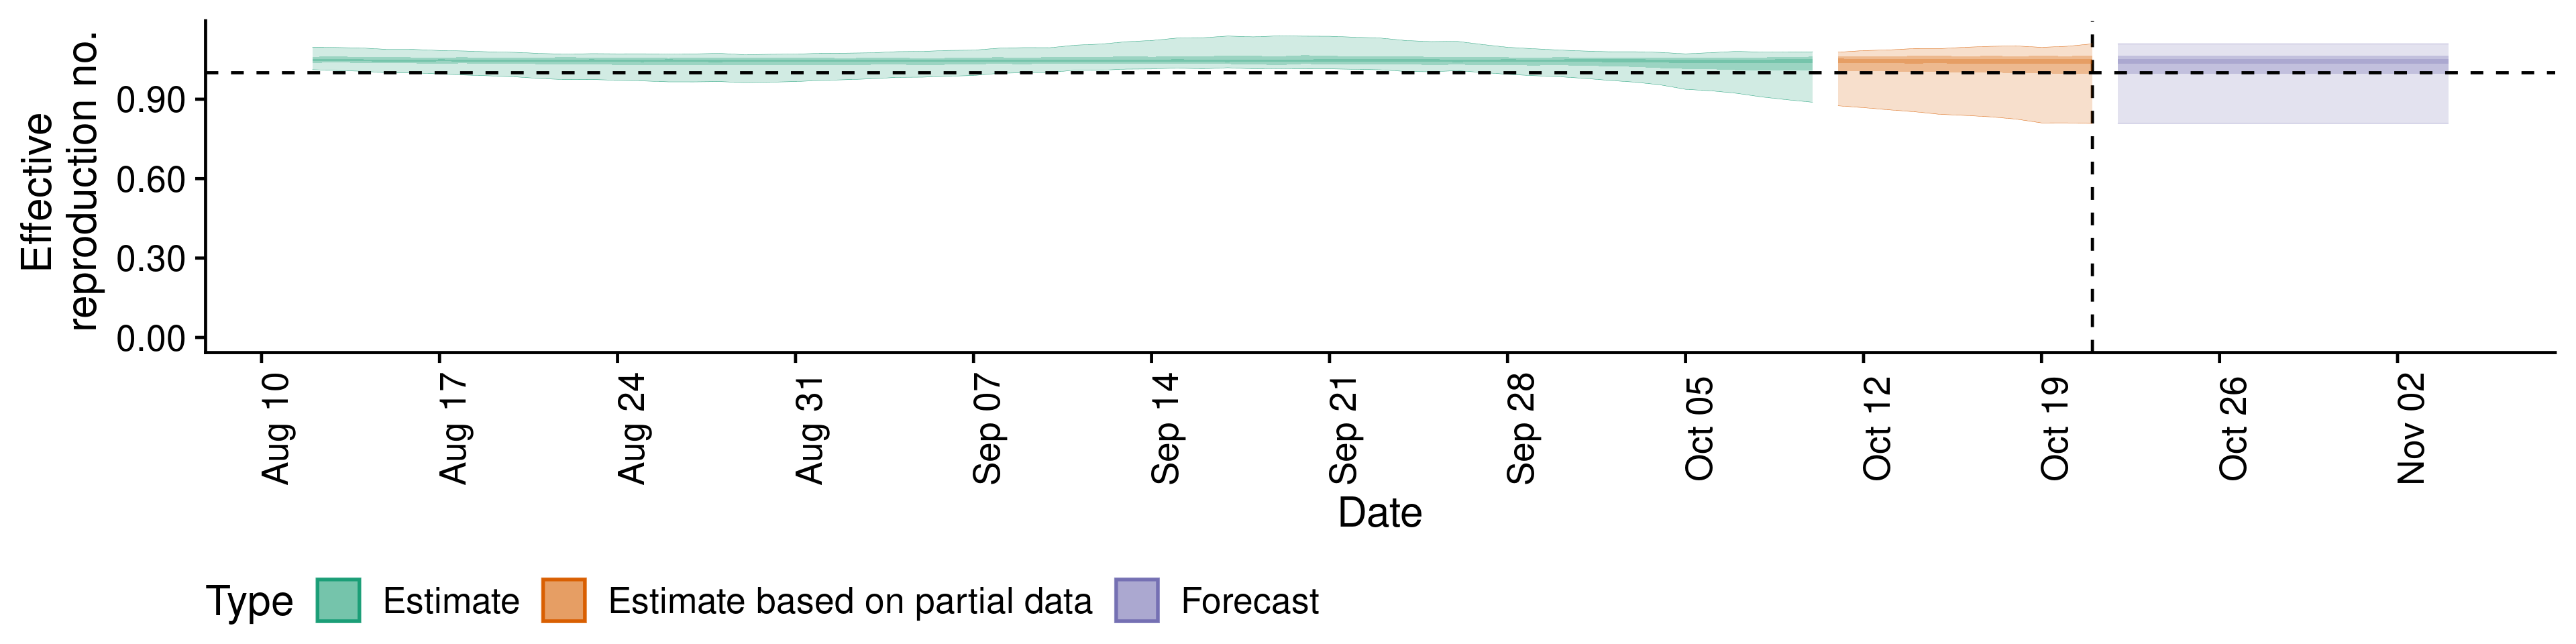 Effective
reproduction no.
0.90
0.60
0.30
0.00
Aug 10
Aug 17
Aug 24
Aug 31
Sep 07
Sep 14
Sep 21
Sep 28
Oct 05
Oct 12
Oct 19
Oct 26
Nov 02
Date
Type Estimate Estimate based on partial data Forecast